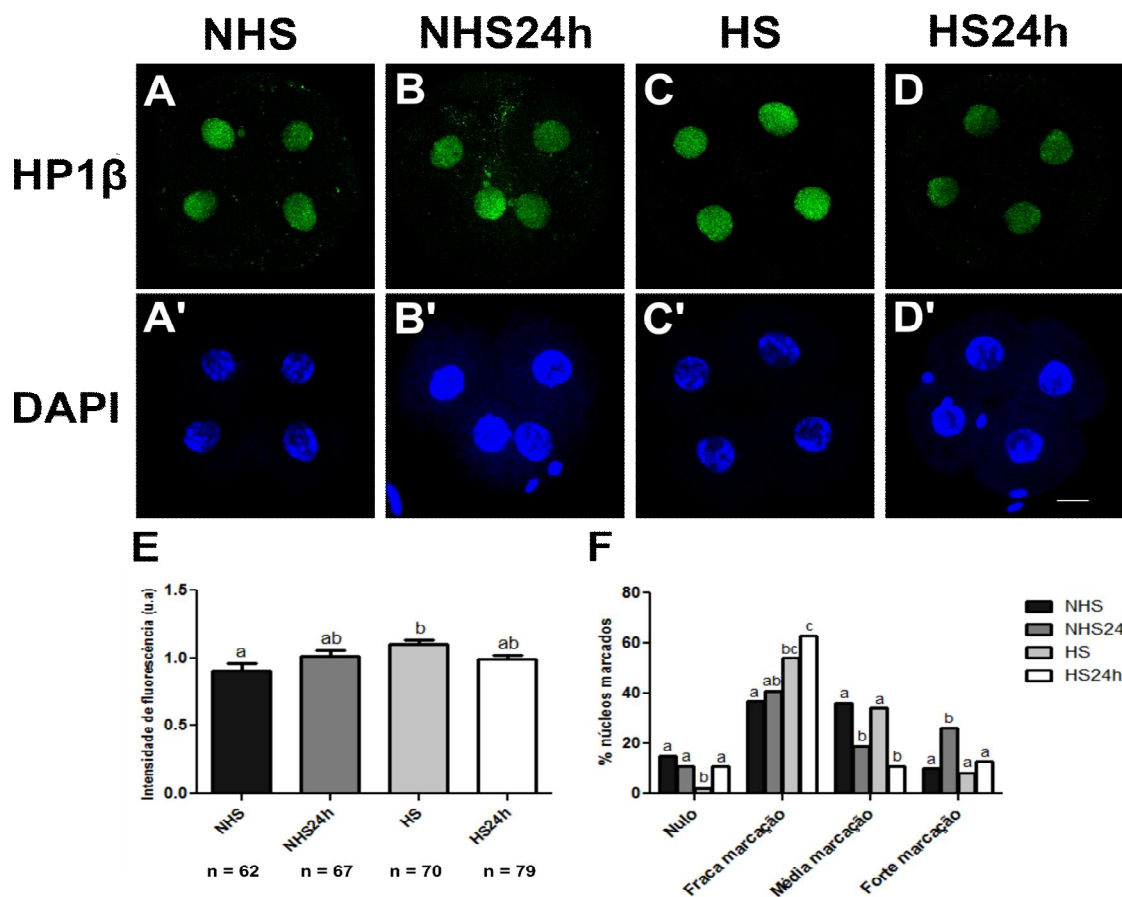 NHS NHS24h HS HS24h
HP1β
A B C D
DAPI
A' B' C' D'
E
Intensidade de fluorescência (u.a)
1.5
1.0
0.5
0.0
a ab b ab
NHS NHS24h HS HS24h
n = 62 n = 67 n = 70 n = 79
F
% núcleos marcados
80
60
40
20
0
a a b a
a ab bc c
a b a b
a b a a
Nulo Fraca marcação Média marcação Forte marcação
NHS
NHS24
HS
HS24h